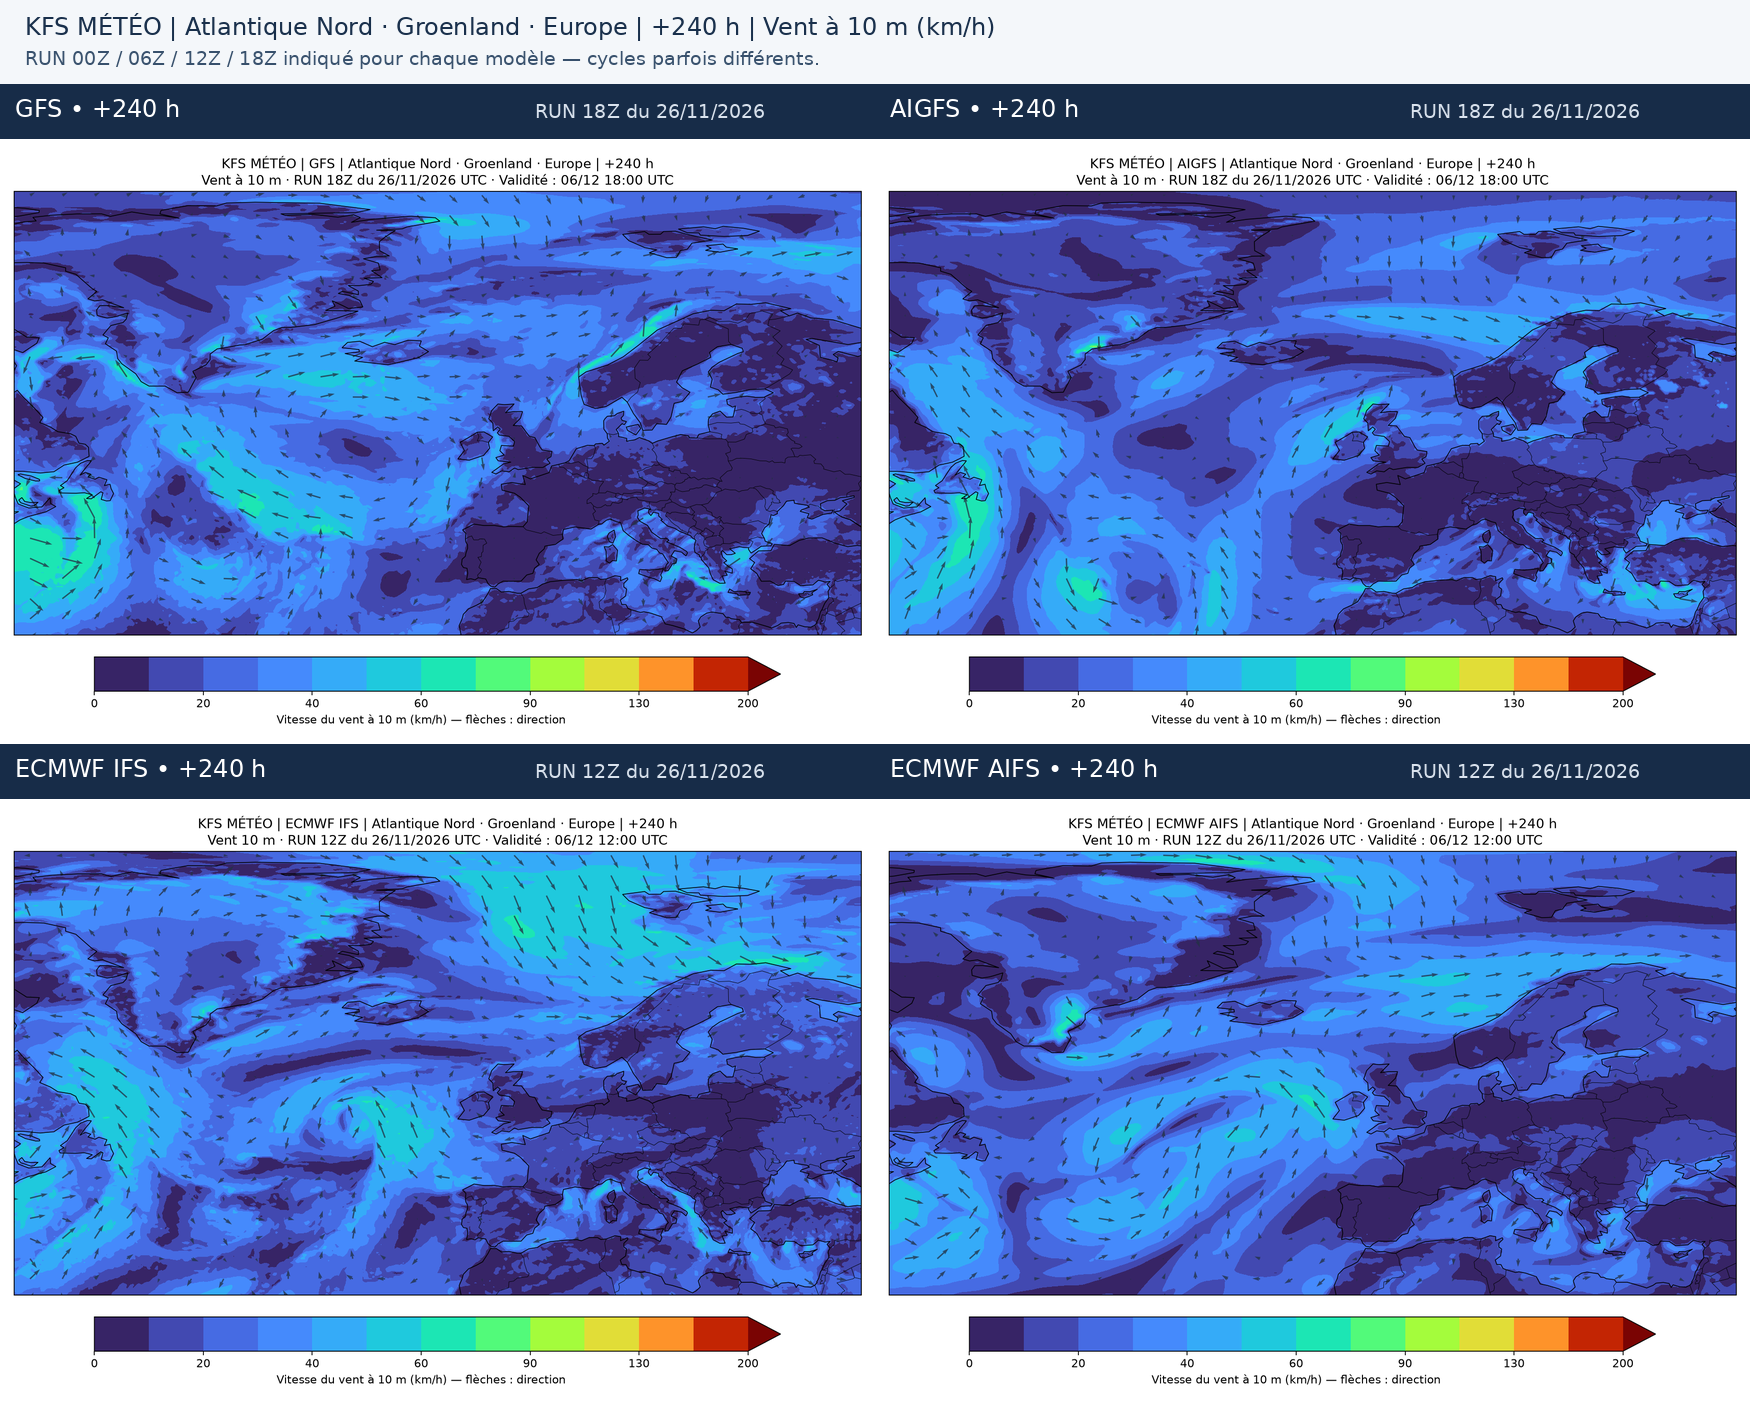 KFS MÉTÉO | Atlantique Nord · Groenland · Europe | +240 h | Vent à 10 m (km/h)
RUN 00Z / 06Z / 12Z / 18Z indiqué pour chaque modèle — cycles parfois différents.
GFS • +240 h
RUN 18Z du 26/11/2026
KFS MÉTÉO | GFS | Atlantique Nord · Groenland · Europe | +240 h
Vent à 10 m · RUN 18Z du 26/11/2026 UTC · Validité : 06/12 18:00 UTC
0 20 40 60 90 130 200
Vitesse du vent à 10 m (km/h) — flèches : direction
AIGFS • +240 h
RUN 18Z du 26/11/2026
KFS MÉTÉO | AIGFS | Atlantique Nord · Groenland · Europe | +240 h
Vent à 10 m · RUN 18Z du 26/11/2026 UTC · Validité : 06/12 18:00 UTC
0 20 40 60 90 130 200
Vitesse du vent à 10 m (km/h) — flèches : direction
ECMWF IFS • +240 h
RUN 12Z du 26/11/2026
KFS MÉTÉO | ECMWF IFS | Atlantique Nord · Groenland · Europe | +240 h
Vent 10 m · RUN 12Z du 26/11/2026 UTC · Validité : 06/12 12:00 UTC
0 20 40 60 90 130 200
Vitesse du vent à 10 m (km/h) — flèches : direction
ECMWF AIFS • +240 h
RUN 12Z du 26/11/2026
KFS MÉTÉO | ECMWF AIFS | Atlantique Nord · Groenland · Europe | +240 h
Vent 10 m · RUN 12Z du 26/11/2026 UTC · Validité : 06/12 12:00 UTC
0 20 40 60 90 130 200
Vitesse du vent à 10 m (km/h) — flèches : direction